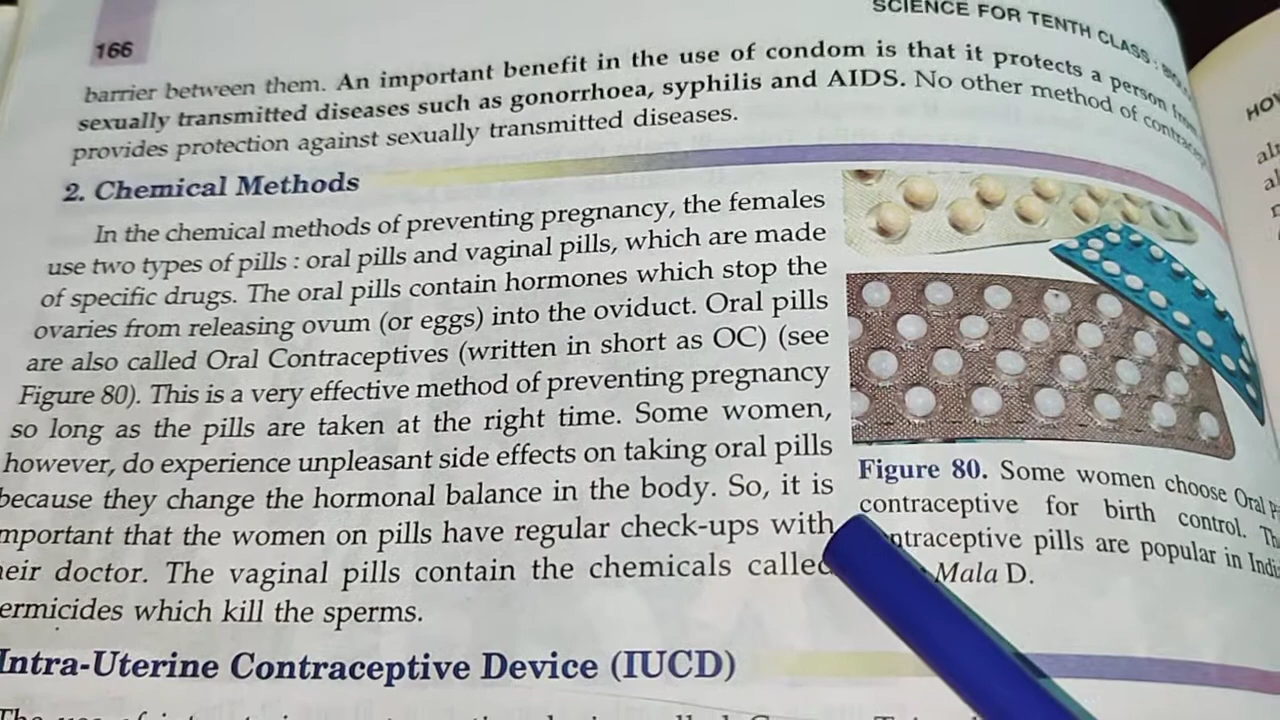 166
SCIENCE FOR TENTH CLASS :
barrier between them. An important benefit in the use of condom is that it protects a person from
sexually transmitted diseases such as gonorrhoea, syphilis and AIDS. No other method of contracep
provides protection against sexually transmitted diseases.
2. Chemical Methods
In the chemical methods of preventing pregnancy, the females
use two types of pills : oral pills and vaginal pills, which are made
of specific drugs. The oral pills contain hormones which stop the
ovaries from releasing ovum (or eggs) into the oviduct. Oral pills
are also called Oral Contraceptives (written in short as OC) (see
Figure 80). This is a very effective method of preventing pregnancy
so long as the pills are taken at the right time. Some women,
however, do experience unpleasant side effects on taking oral pills
because they change the hormonal balance in the body. So, it is
mportant that the women on pills have regular check-ups with
heir doctor. The vaginal pills contain the chemicals called
ermicides which kill the sperms.
Figure 80. Some women choose Oral
contraceptive for birth control.
ntraceptive pills are popular in Indi
Mala D.
Intra-Uterine Contraceptive Device (IUCD)
HOW